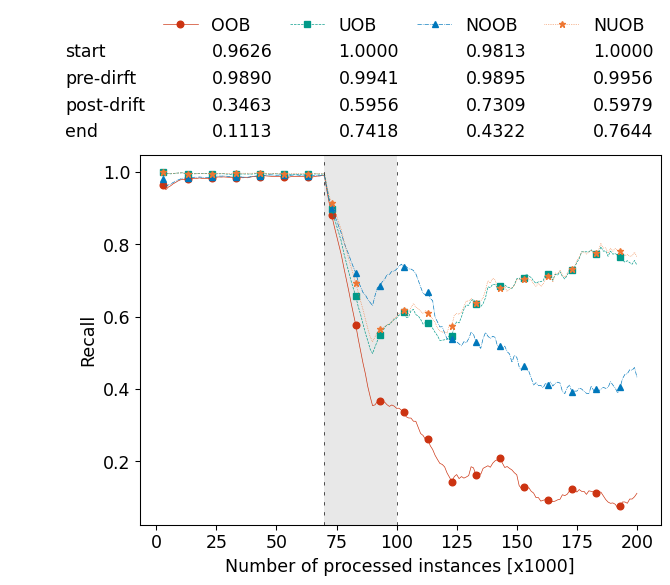 OOB UOB NOOB NUOB
start 0.9626 1.0000 0.9813 1.0000
pre-dirft 0.9890 0.9941 0.9895 0.9956
post-drift 0.3463 0.5956 0.7309 0.5979
end 0.1113 0.7418 0.4322 0.7644
1.0
0.8
0.6
0.4
0.2
Recall
0 25 50 75 100 125 150 175 200
Number of processed instances [x1000]